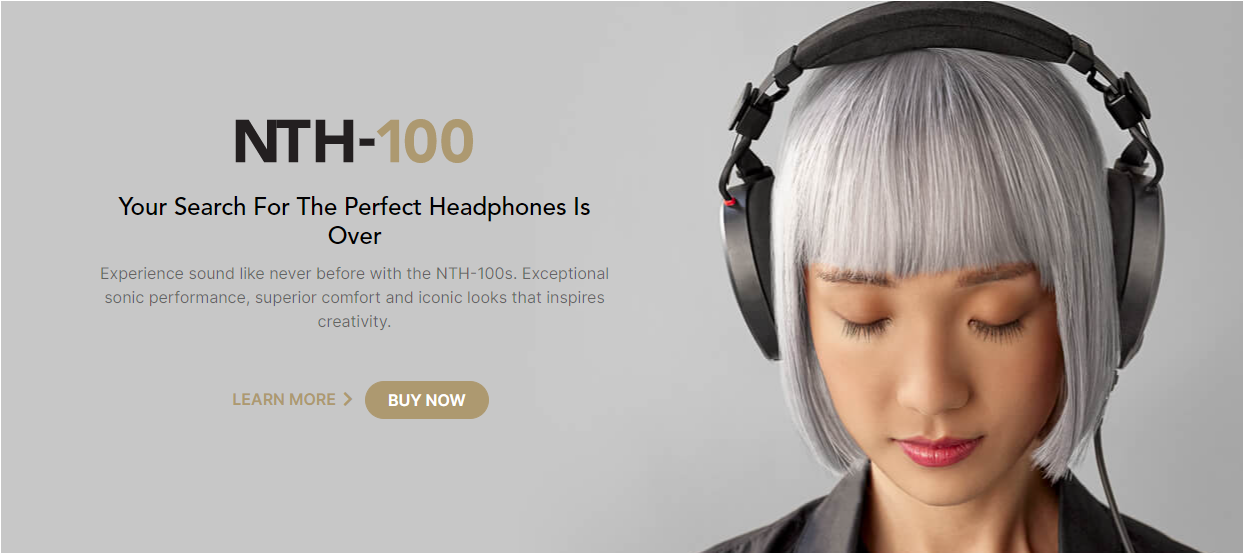 NTH-100
Your Search For The Perfect Headphones Is
Over
Experience sound like never before with the NTH-100s. Exceptional
sonic performance, superior comfort and iconic looks that inspires
creativity.
LEARN MORE
BUY NOW